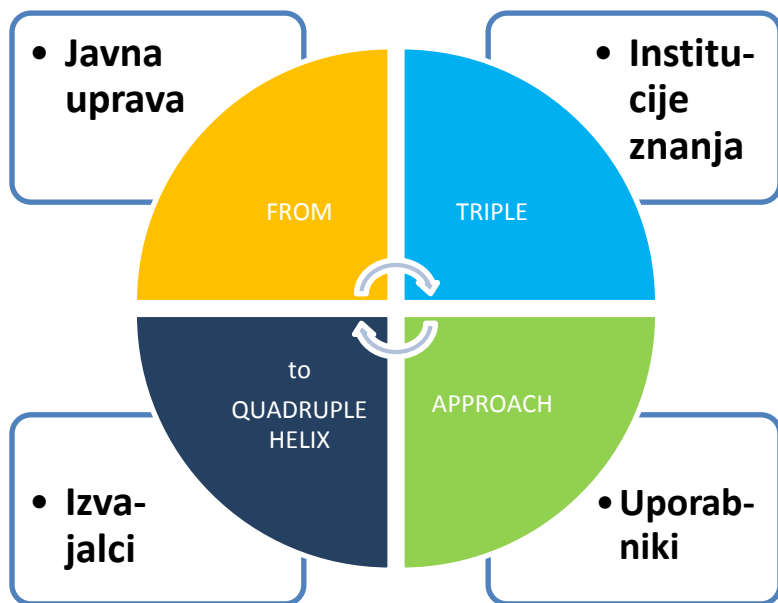 • Javna
uprava
• Institu-
cije
znanja
FROM
TRIPLE
to
QUADRUPLE
HELIX
APPROACH
• Izva-
jalci
• Uporab-
niki